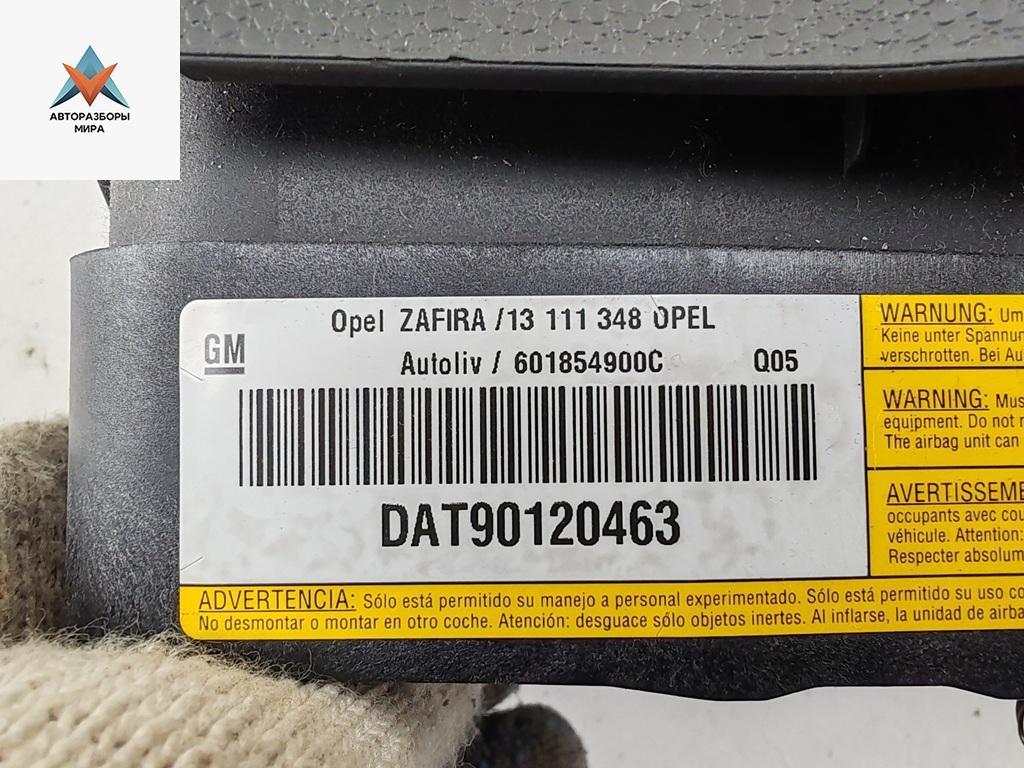 АВТОРАЗБОРЫ
МИРА
GM
Opel ZAFIRA /13 111 348 OPEL
Autoliv / 601854900C Q05
DAT90120463
WARNUNG: Um
Keine unter Spannun
verschrotten. Bei Au
WARNING: Mus
equipment. Do not
The airbag unit can
AVERTISSEME
occupants avec cou
véhicule. Attention:
Respecter absolum
ADVERTENCIA: Sólo está permitido su manejo a personal experimentado. Sólo está permitido su uso co
No desmontar o montar en otro coche. Atención: desguace sólo objetos inertes. Al inflarse, la unidad de airba